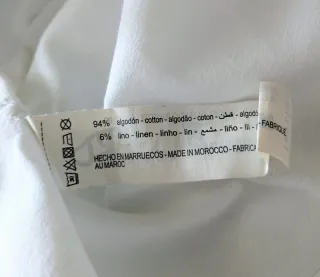 94% algodón - cotton - algodão - coton - قطن - algodó
6% lino - linen - linho - lin - مشمع - liño - lli
HECHO EN MARRUECOS - MADE IN MOROCCO - FABRICA
AU MAROC
- FABRIQUÉ